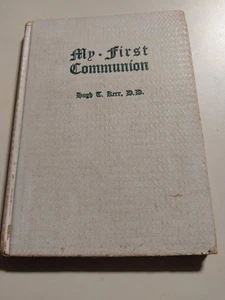 My · First
Communion
Hugh T. Kerr, D.D.